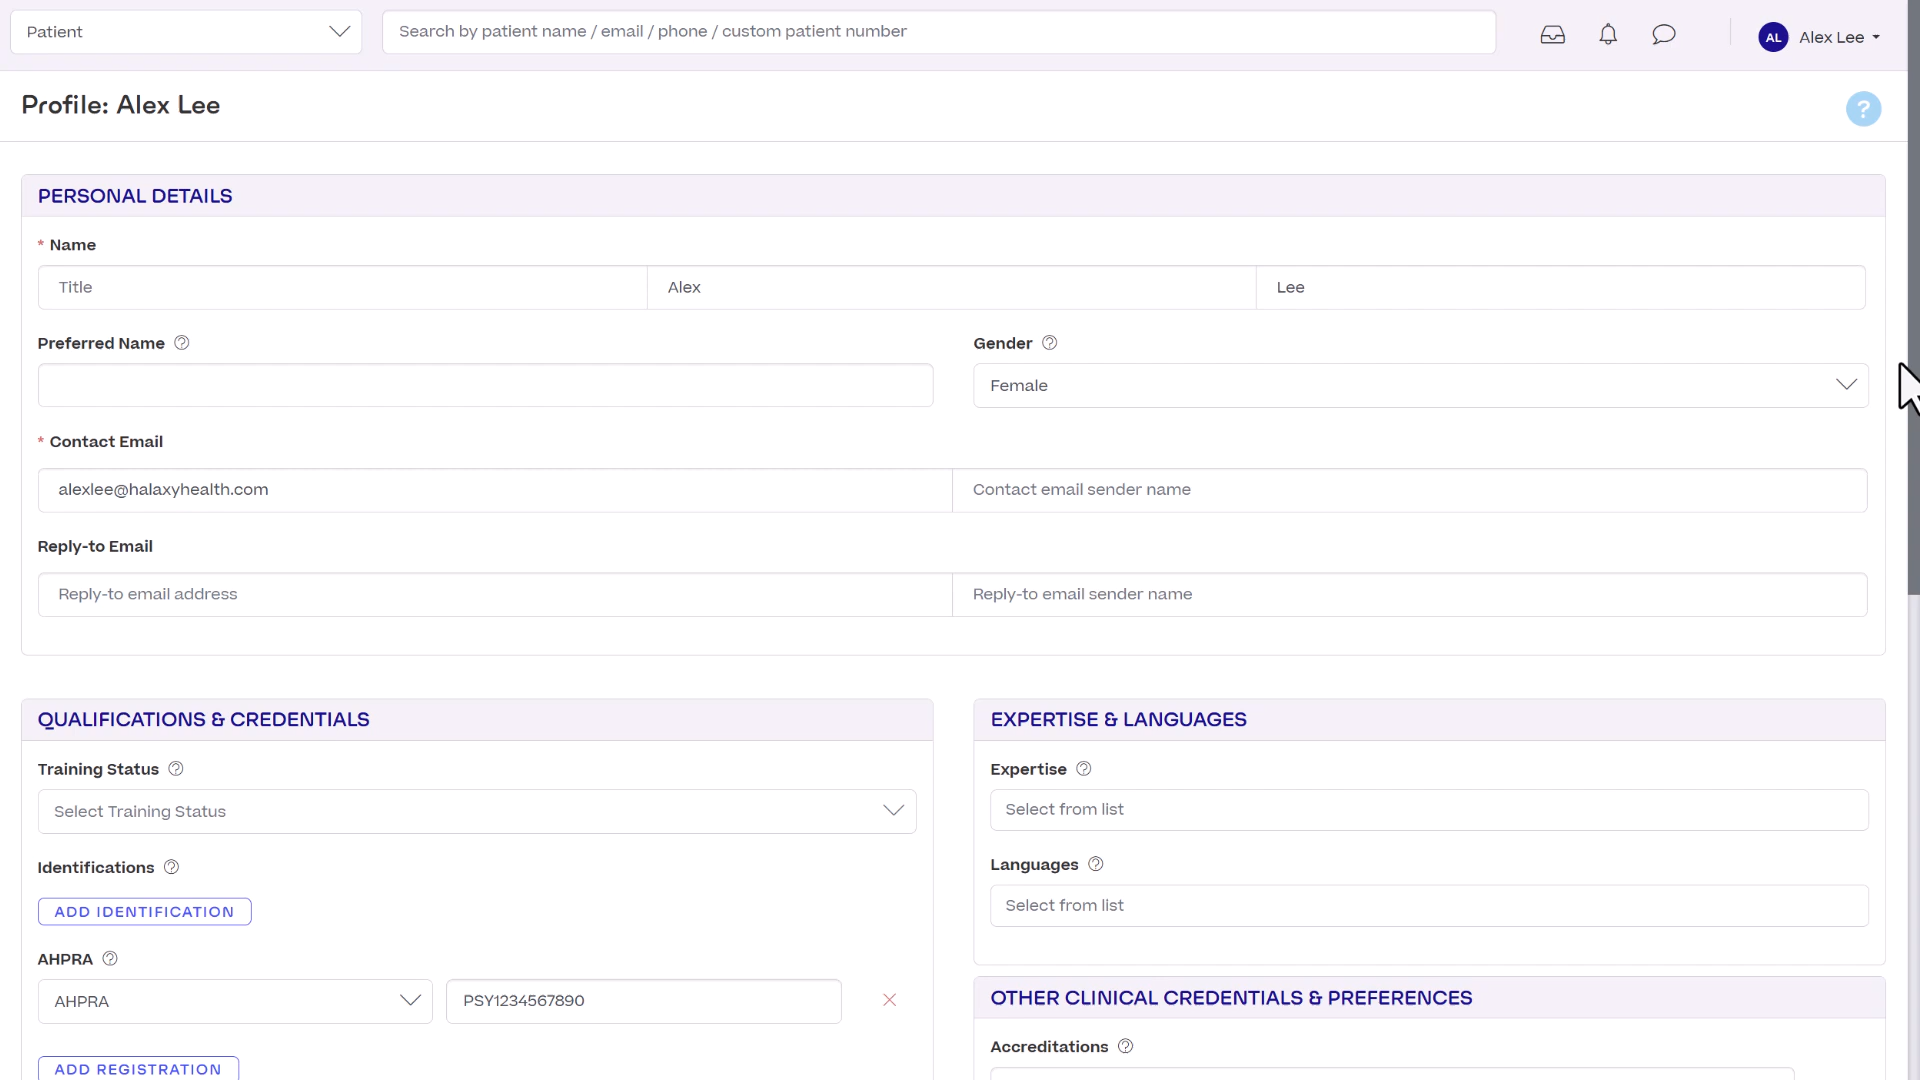 Patient
Search by patient name / email / phone / custom patient number
AL
Alex Lee
Profile: Alex Lee
?
PERSONAL DETAILS
* Name
Title
Alex
Lee
Preferred Name ?
Gender ?
Female
* Contact Email
alexlee@halaxyhealth.com
Contact email sender name
Reply-to Email
Reply-to email address
Reply-to email sender name
QUALIFICATIONS & CREDENTIALS
Training Status ?
Select Training Status
Identifications ?
ADD IDENTIFICATION
AHPRA ?
AHPRA
PSY1234567890
ADD REGISTRATION
EXPERTISE & LANGUAGES
Expertise ?
Select from list
Languages ?
Select from list
OTHER CLINICAL CREDENTIALS & PREFERENCES
Accreditations ?